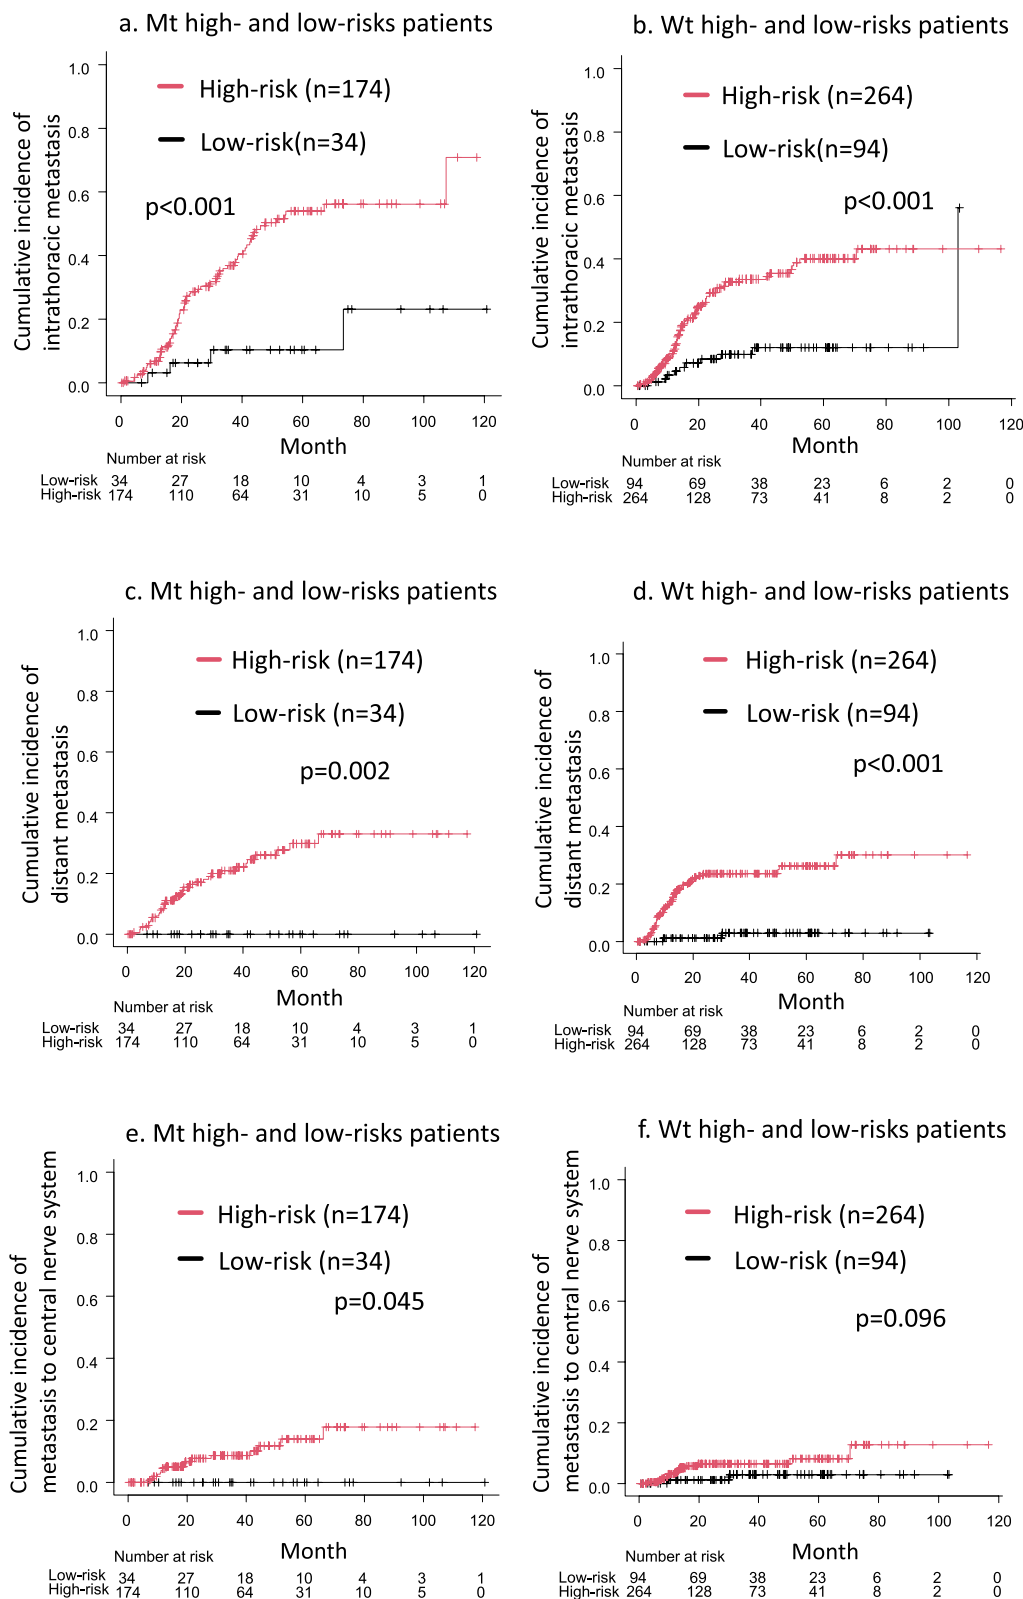 a. Mt high- and low-risks patients
Cumulative incidence of
intrathoracic metastasis
1.0
0.8
0.6
0.4
0.2
0.0
High-risk (n=174)
Low-risk(n=34)
p<0.001
0 20 40 60 80 100 120
Month
Number at risk
Low-risk 34 27 18 10 4 3 1
High-risk 174 110 64 31 10 5 0
b. Wt high- and low-risks patients
Cumulative incidence of
intrathoracic metastasis
1.0
0.8
0.6
0.4
0.2
0.0
High-risk (n=264)
Low-risk(n=94)
p<0.001
0 20 40 60 80 100 120
Month
Number at risk
Low-risk 94 69 38 23 6 2 0
High-risk 264 128 73 41 8 2 0
c. Mt high- and low-risks patients
Cumulative incidence of
distant metastasis
1.0
0.8
0.6
0.4
0.2
0.0
High-risk (n=174)
Low-risk (n=34)
p=0.002
0 20 40 60 80 100 120
Month
Number at risk
Low-risk 34 27 18 10 4 3 1
High-risk 174 110 64 31 10 5 0
d. Wt high- and low-risks patients
Cumulative incidence of
distant metastasis
1.0
0.8
0.6
0.4
0.2
0.0
High-risk (n=264)
Low-risk (n=94)
p<0.001
0 20 40 60 80 100 120
Month
Number at risk
Low-risk 94 69 38 23 6 2 0
High-risk 264 128 73 41 8 2 0
e. Mt high- and low-risks patients
Cumulative incidence of
metastasis to central nerve system
1.0
0.8
0.6
0.4
0.2
0.0
High-risk (n=174)
Low-risk (n=34)
p=0.045
0 20 40 60 80 100 120
Month
Number at risk
Low-risk 34 27 18 10 4 3 1
High-risk 174 110 64 31 10 5 0
f. Wt high- and low-risks patients
Cumulative incidence of
metastasis to central nerve system
1.0
0.8
0.6
0.4
0.2
0.0
High-risk (n=264)
Low-risk (n=94)
p=0.096
0 20 40 60 80 100 120
Month
Number at risk
Low-risk 94 69 38 23 6 2 0
High-risk 264 128 73 41 8 2 0